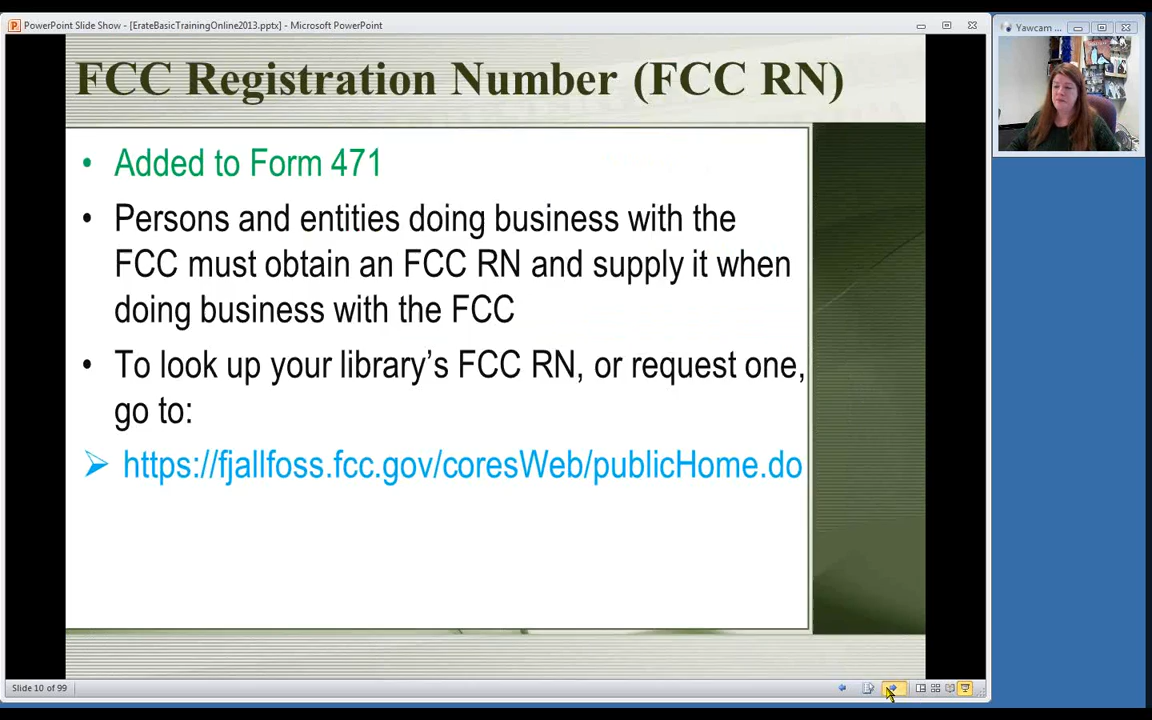 PowerPoint Slide Show - [ErateBasicTrainingOnline2013.pptx] - Microsoft PowerPoint
Yawcam ...
FCC Registration Number (FCC RN)
• Added to Form 471
• Persons and entities doing business with the
FCC must obtain an FCC RN and supply it when
doing business with the FCC
• To look up your library’s FCC RN, or request one,
go to:
➢ https://fjallfoss.fcc.gov/coresWeb/publicHome.do
Slide 10 of 99